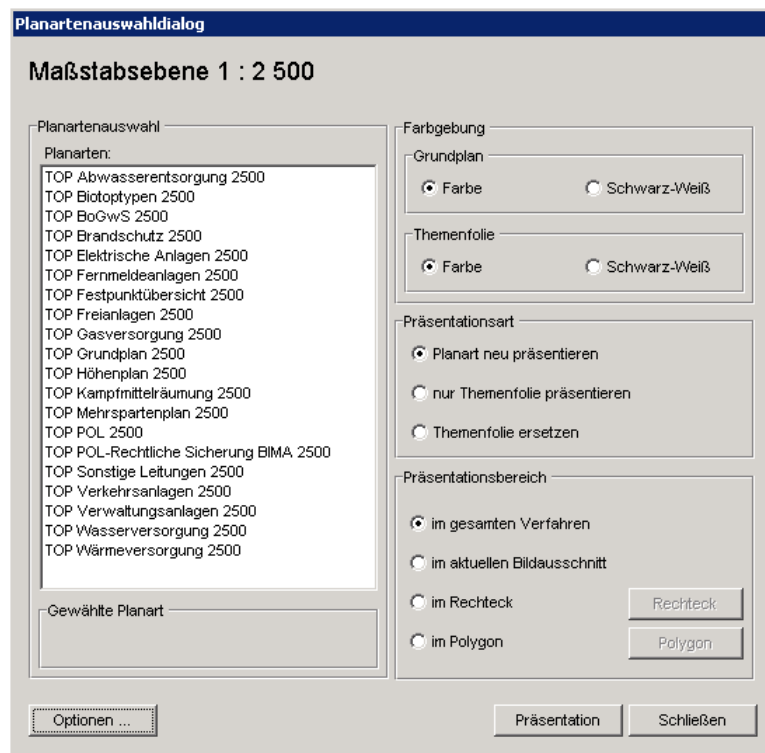 Planartenauswahldialog
Maßstabsebene 1 : 2 500
Planartenauswahl
Planarten:
TOP Abwasserentsorgung 2500
TOP Biotoptypen 2500
TOP BoGwS 2500
TOP Brandschutz 2500
TOP Elektrische Anlagen 2500
TOP Fernmeldeanlagen 2500
TOP Festpunktübersicht 2500
TOP Freianlagen 2500
TOP Gasversorgung 2500
TOP Grundplan 2500
TOP Höhenplan 2500
TOP Kampfmittelräumung 2500
TOP Mehrspartenplan 2500
TOP POL 2500
TOP POL-Rechtliche Sicherung BIMA 2500
TOP Sonstige Leitungen 2500
TOP Verkehrsanlagen 2500
TOP Verwaltungsanlagen 2500
TOP Wasserversorgung 2500
TOP Wärmeversorgung 2500
Gewählte Planart
Farbgebung
Grundplan
Farbe Schwarz-Weiß
Themenfolie
Farbe Schwarz-Weiß
Präsentationsart
Planart neu präsentieren
nur Themenfolie präsentieren
Themenfolie ersetzen
Präsentationsbereich
im gesamten Verfahren
im aktuellen Bildausschnitt
im Rechteck Rechteck
im Polygon Polygon
Optionen ... Präsentation Schließen